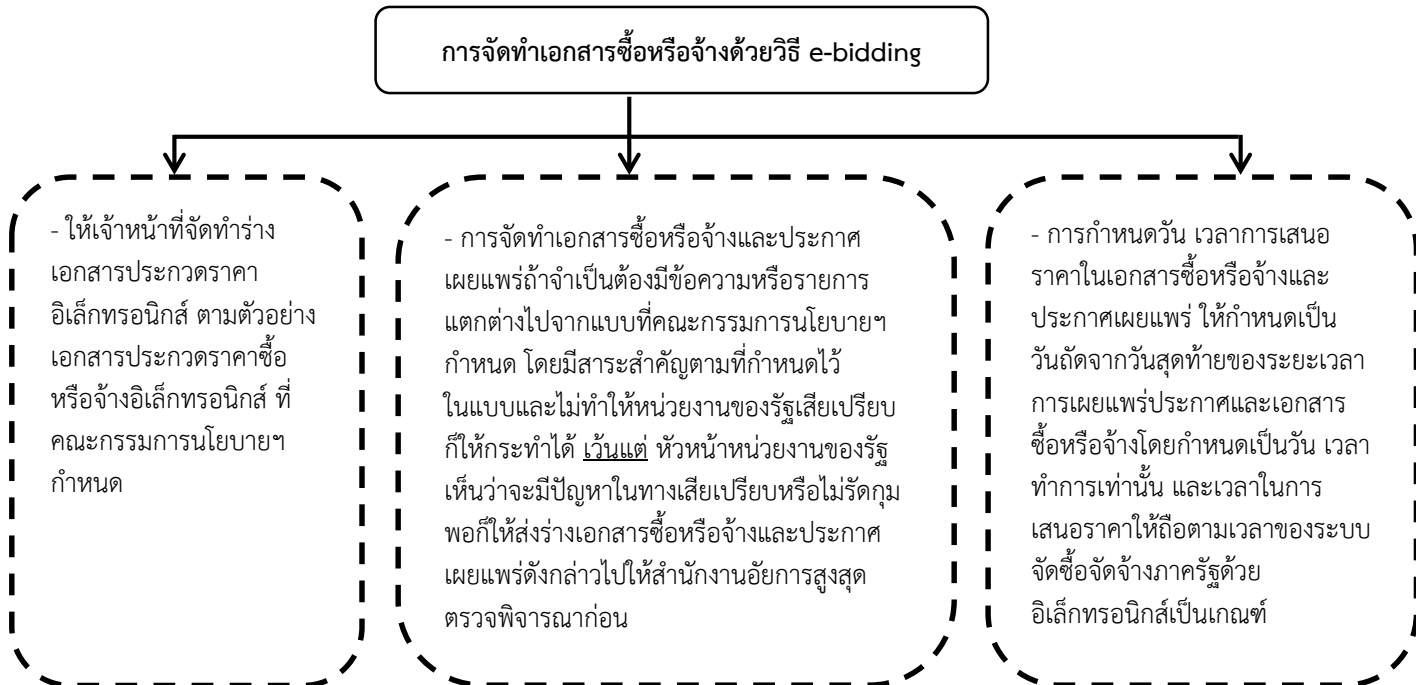 การจัดทำเอกสารซื้อหรือจ้างด้วยวิธี e-bidding
- ให้เจ้าหน้าที่จัดทำร่าง
เอกสารประกวดราคา
อิเล็กทรอนิกส์ ตามตัวอย่าง
เอกสารประกวดราคาซื้อ
หรือจ้างอิเล็กทรอนิกส์ ที่
คณะกรรมการนโยบายฯ
กำหนด
- การจัดทำเอกสารซื้อหรือจ้างและประกาศ
เผยแพร่ถ้าจำเป็นต้องมีข้อความหรือรายการ
แตกต่างไปจากแบบที่คณะกรรมการนโยบายฯ
กำหนด โดยมีสาระสำคัญตามที่กำหนดไว้
ในแบบและไม่ทำให้หน่วยงานของรัฐเสียเปรียบ
ก็ให้กระทำได้ เว้นแต่ หัวหน้าหน่วยงานของรัฐ
เห็นว่าจะมีปัญหาในทางเสียเปรียบหรือไม่รัดกุม
พอก็ให้ส่งร่างเอกสารซื้อหรือจ้างและประกาศ
เผยแพร่ดังกล่าวไปให้สำนักงานอัยการสูงสุด
ตรวจพิจารณาก่อน
- การกำหนดวัน เวลาการเสนอ
ราคาในเอกสารซื้อหรือจ้างและ
ประกาศเผยแพร่ ให้กำหนดเป็น
วันถัดจากวันสุดท้ายของระยะเวลา
การเผยแพร่ประกาศและเอกสาร
ซื้อหรือจ้างโดยกำหนดเป็นวัน เวลา
ทำการเท่านั้น และเวลาในการ
เสนอราคาให้ถือตามเวลาของระบบ
จัดซื้อจัดจ้างภาครัฐด้วย
อิเล็กทรอนิกส์เป็นเกณฑ์